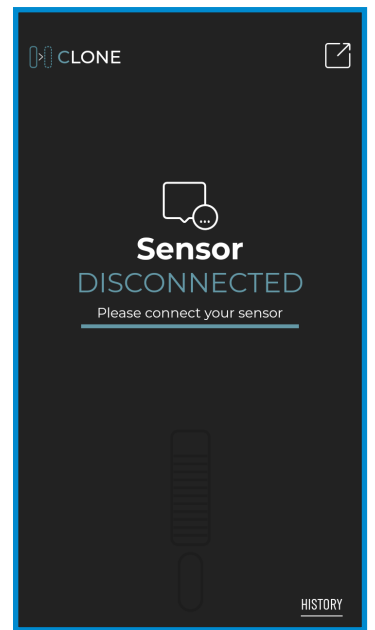 CLONE
Sensor
DISCONNECTED
Please connect your sensor
HISTORY